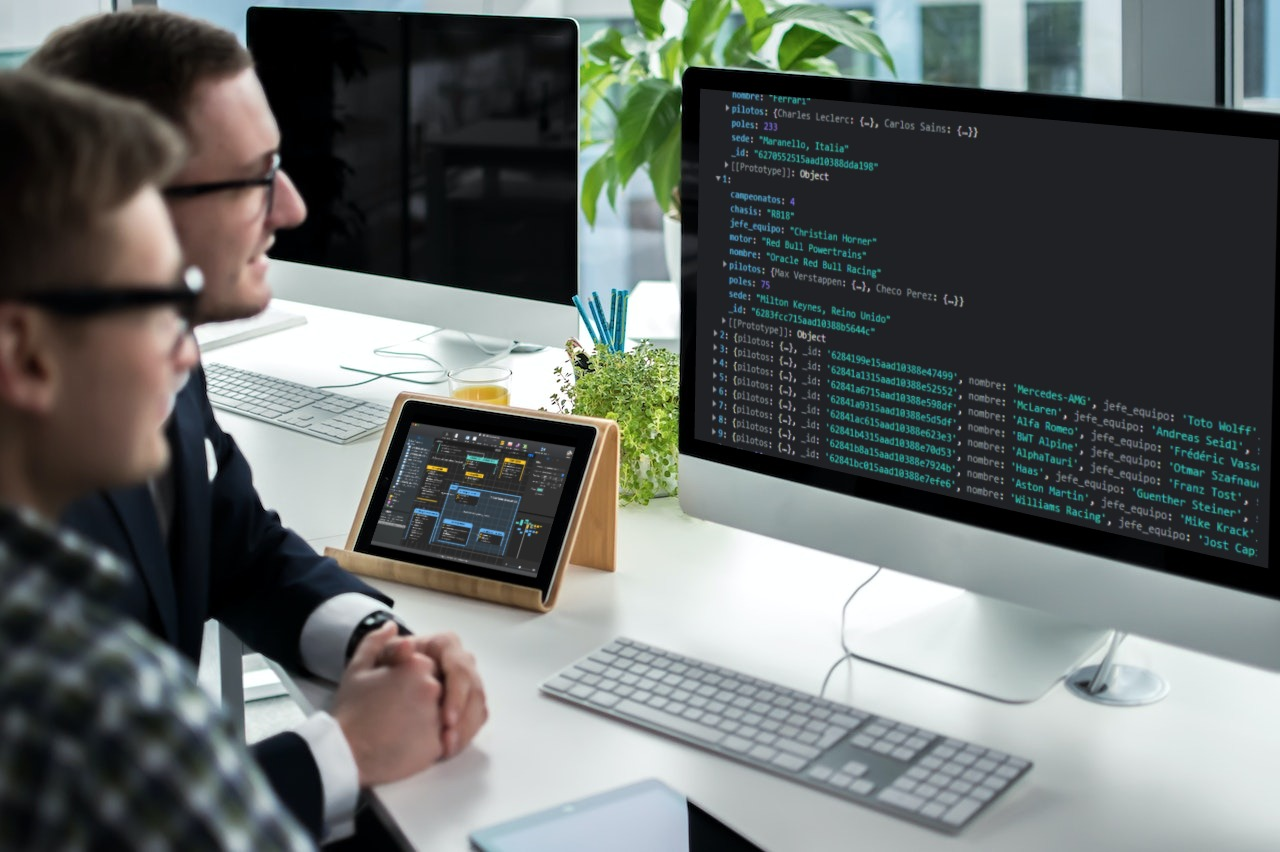 nombre: "Ferrari"
pilotos: {Charles Leclerc: {…}, Carlos Sainz: {…}}
poles: 233
sede: "Maranello, Italia"
_id: "6270552515aad10388dda198"
[[Prototype]]: Object
1:
campeonatos: 4
chasis: "RB18"
jefe_equipo: "Christian Horner"
motor: "Red Bull Powertrains"
nombre: "Oracle Red Bull Racing"
pilotos: {Max Verstappen: {…}, Checo Perez: {…}}
poles: 75
sede: "Milton Keynes, Reino Unido"
_id: "6283fcc715aad10388b5644c"
[[Prototype]]: Object
2: {pilotos: {…}, _id: '6284199e15aad10388e47499', nombre: 'Mercedes-AMG', jefe_equipo: 'Toto Wolff'
3: {pilotos: {…}, _id: '62841a1315aad10388e52552', nombre: 'McLaren', jefe_equipo: 'Andreas Seidl',
4: {pilotos: {…}, _id: '62841a6715aad10388e598df', nombre: 'Alfa Romeo', jefe_equipo: 'Frédéric Vass
5: {pilotos: {…}, _id: '62841a9315aad10388e5d5df', nombre: 'BWT Alpine', jefe_equipo: 'Otmar Szafnau
6: {pilotos: {…}, _id: '62841ac615aad10388e623e3', nombre: 'AlphaTauri', jefe_equipo: 'Franz Tost',
7: {pilotos: {…}, _id: '62841b4315aad10388e70d53', nombre: 'Haas', jefe_equipo: 'Guenther Steiner',
8: {pilotos: {…}, _id: '62841b8a15aad10388e7924b', nombre: 'Aston Martin', jefe_equipo: 'Mike Krack'
9: {pilotos: {…}, _id: '62841bc015aad10388e7efe6', nombre: 'Williams Racing', jefe_equipo: 'Jost Cap